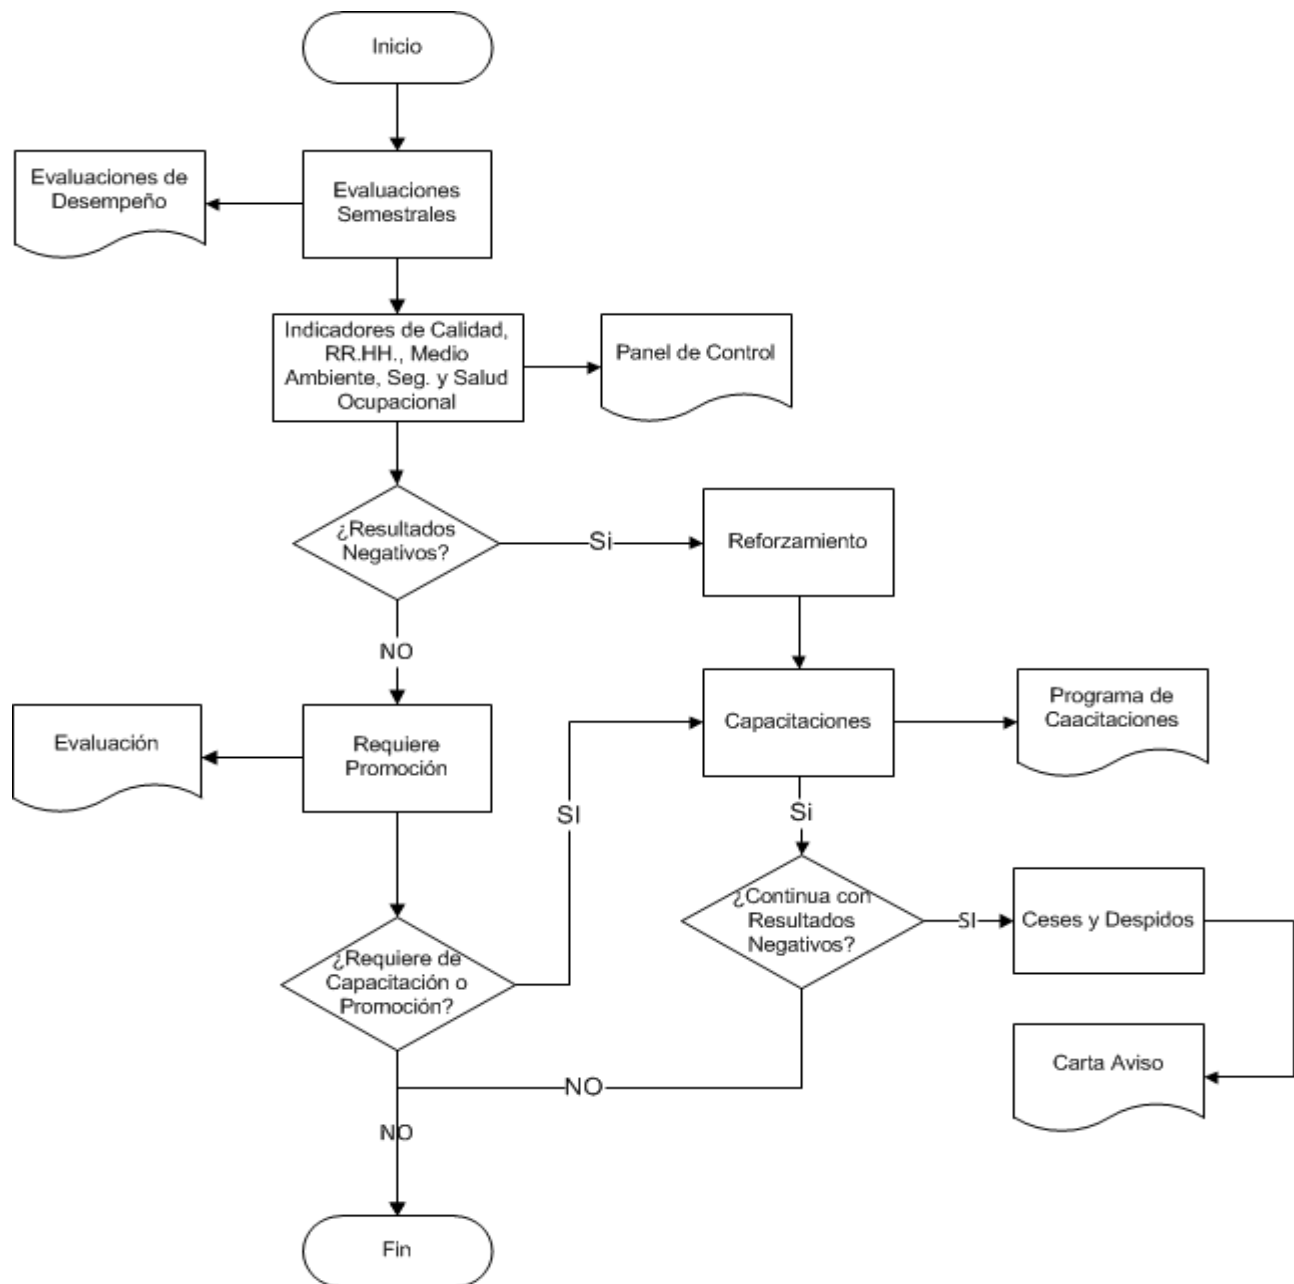 Inicio
Evaluaciones de
Desempeño
Evaluaciones
Semestrales
Indicadores de Calidad,
RR.HH., Medio
Ambiente, Seg. y Salud
Ocupacional
Panel de Control
¿Resultados
Negativos?
Si
Reforzamiento
NO
Evaluación
Requiere
Promoción
SI
Capacitaciones
Programa de
Caacitaciones
Si
¿Continua con
Resultados
Negativos?
SI
Ceses y Despidos
¿Requiere de
Capacitación o
Promoción?
Carta Aviso
NO
NO
Fin